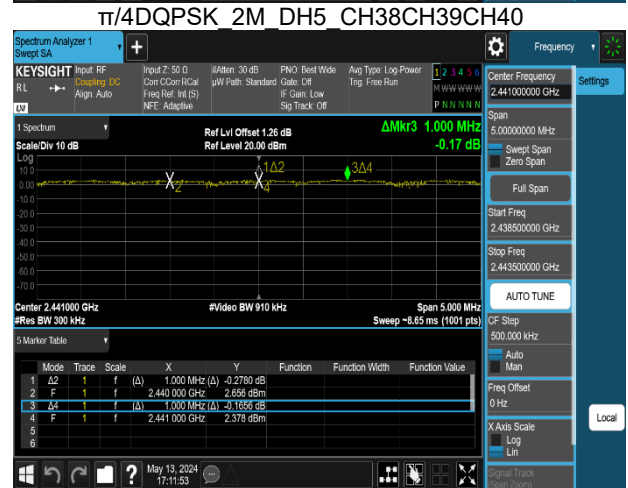 π/4DQPSK_2M_DH5_CH38CH39CH40
Spectrum Analyzer 1
Swept SA
+
Frequency
KEYSIGHT
RL
Input: RF
Coupling: DC
Align: Auto
Input Z: 50 Ω
Corr CCorr RCal
Freq Ref: Int (S)
NFE: Adaptive
#Atten: 30 dB
µW Path: Standard
PNO: Best Wide
Gate: Off
IF Gain: Low
Sig Track: Off
Avg Type: Log-Power
Trig: Free Run
1 2 3 4 5 6
M W W W W W
P N N N N N
Center Frequency
2.441000000 GHz
Settings
1 Spectrum
Scale/Div 10 dB
Ref Lvl Offset 1.26 dB
Ref Level 20.00 dBm
ΔMkr3 1.000 MHz
-0.17 dB
Span
5.00000000 MHz
Swept Span
Zero Span
Full Span
Log
10.0
0.00
-10.0
-20.0
-30.0
-40.0
-50.0
-60.0
-70.0
2
1Δ2
4
3Δ4
Start Freq
2.438500000 GHz
Stop Freq
2.443500000 GHz
AUTO TUNE
Center 2.441000 GHz
#Res BW 300 kHz
#Video BW 910 kHz
Span 5.000 MHz
Sweep ~8.65 ms (1001 pts)
CF Step
500.000 kHz
Auto
Man
5 Marker Table
Mode Trace Scale X Y Function Function Width Function Value
1 Δ2 1 f (Δ) 1.000 MHz (Δ) -0.2780 dB
2 F 1 f 2.440 000 GHz 2.656 dBm
3 Δ4 1 f (Δ) 1.000 MHz (Δ) -0.1656 dB
4 F 1 f 2.441 000 GHz 2.378 dBm
5
6
Freq Offset
0 Hz
X Axis Scale
Log
Lin
Local
Signal Track
(Span Zoom)
?
May 13, 2024
17:11:53